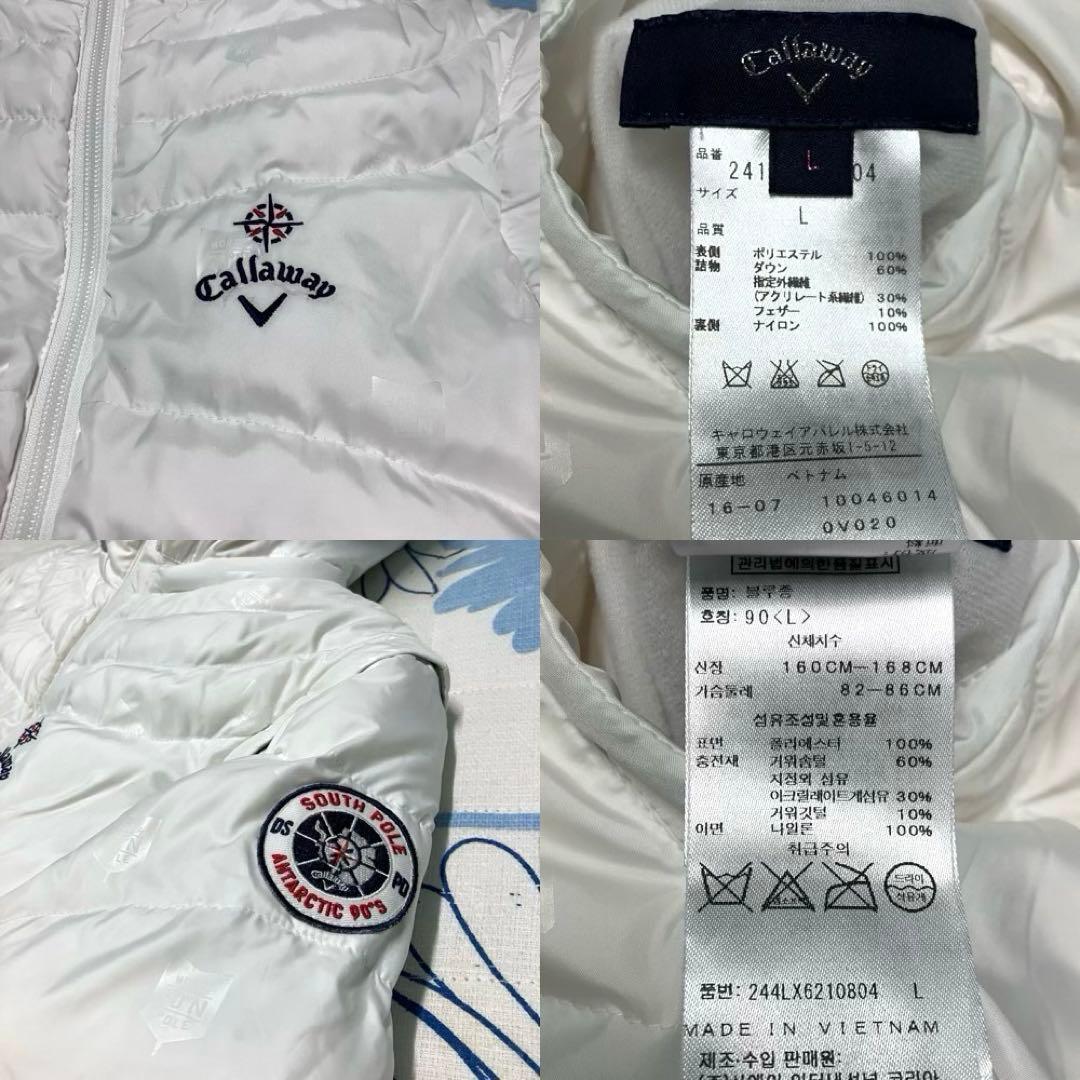 Callaway
Callaway
L
品番
241
04
サイズ
L
品質
表側 ポリエステル 100%
詰物 ダウン 60%
指定外繊維
(アクリレート系繊維) 30%
フェザー 10%
裏側 ナイロン 100%
キャロウェイアパレル株式会社
東京都港区元赤坂1-5-12
原産地 ベトナム
16-07 10046014
0V020
SOUTH POLE
DS
PO
Callaway
ANTARCTIC 90°S
관리법에의한품질표시
품명: 블루종
호칭: 90<L>
신체치수
신장 160CM-168CM
가슴둘레 82-86CM
섬유조성및혼용율
표면 폴리에스터 100%
충전재 거위솜털 60%
지정외 섬유
아크릴레이트계섬유 30%
거위깃털 10%
이면 나일론 100%
취급주의
드라이
석유계
품번: 244LX6210804 L
MADE IN VIETNAM
제조·수입 판매원: